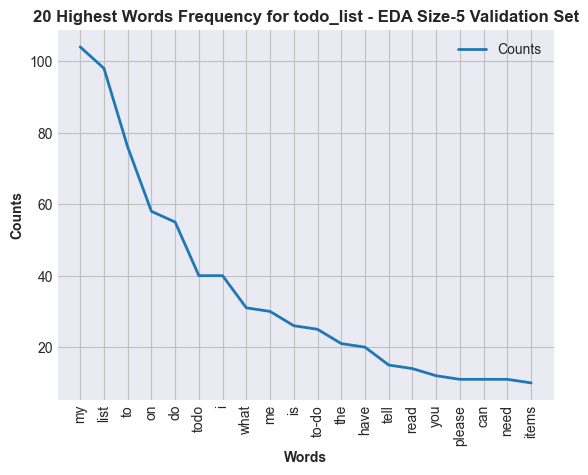 20 Highest Words Frequency for todo_list - EDA Size-5 Validation Set
Counts
100
80
60
40
20
Counts
my
list
to
on
do
todo
i
what
me
is
to-do
the
have
tell
read
you
please
can
need
items
Words